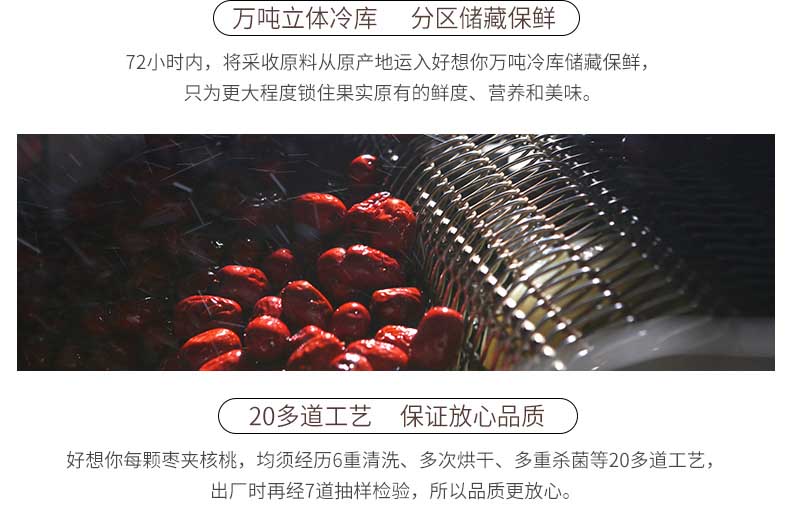 万吨立体冷库 分区储藏保鲜
72小时内，将采收原料从原产地运入好想你万吨冷库储藏保鲜，
只为更大程度锁住果实原有的鲜度、营养和美味。
20多道工艺 保证放心品质
好想你每颗枣夹核桃，均须经历6重清洗、多次烘干、多重杀菌等20多道工艺，
出厂时再经7道抽样检验，所以品质更放心。